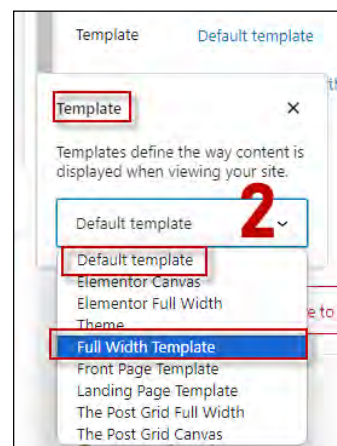 Template Default template
Template ×
Templates define the way content is
displayed when viewing your site.
Default template
2
Default template
Elementor Canvas
Elementor Full Width
Theme
e to
Full Width Template
Front Page Template
Landing Page Template
The Post Grid Full Width
The Post Grid Canvas